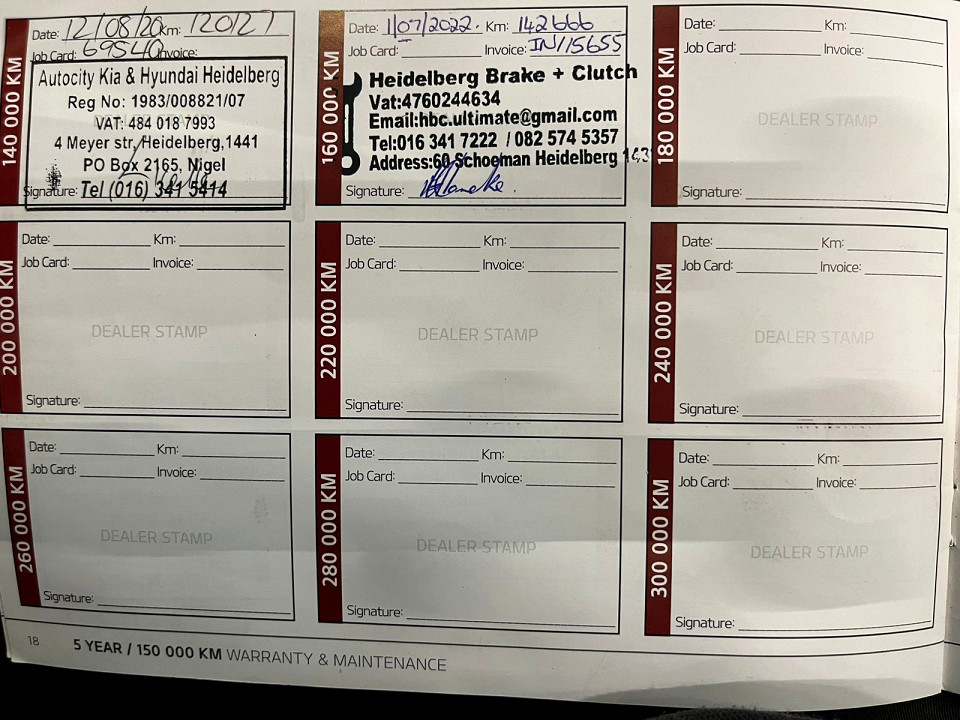 140 000 KM
Date: 12/08/20 Km: 120127
Job Card: 69540 Invoice:
Autocity Kia & Hyundai Heidelberg
Reg No: 1983/008821/07
VAT: 484 018 7993
4 Meyer str, Heidelberg,1441
PO Box 2165, Nigel
Signature: Tel (016) 341 5414
160 000 KM
Date: 1/07/2022. Km: 142666
Job Card: Invoice: IN115655
Heidelberg Brake + Clutch
Vat:4760244634
Email:hbc.ultimate@gmail.com
Tel:016 341 7222 / 082 574 5357
Address:60 Schoeman Heidelberg
Signature:
180 000 KM
Date: Km:
Job Card: Invoice:
DEALER STAMP
Signature:
200 000 KM
Date: Km:
Job Card: Invoice:
DEALER STAMP
Signature:
220 000 KM
Date: Km:
Job Card: Invoice:
DEALER STAMP
Signature:
240 000 KM
Date: Km:
Job Card: Invoice:
DEALER STAMP
Signature:
260 000 KM
Date: Km:
Job Card: Invoice:
DEALER STAMP
Signature:
280 000 KM
Date: Km:
Job Card: Invoice:
DEALER STAMP
Signature:
300 000 KM
Date: Km:
Job Card: Invoice:
DEALER STAMP
Signature:
18 5 YEAR / 150 000 KM WARRANTY & MAINTENANCE